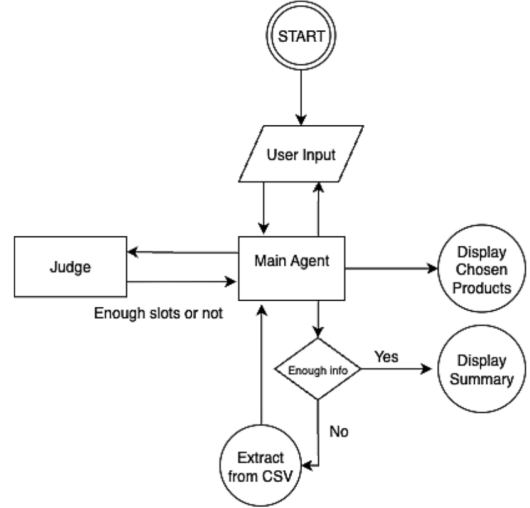 START
User Input
Judge
Main Agent
Display
Chosen
Products
Enough slots or not
Enough info
Yes
Display
Summary
No
Extract
from CSV